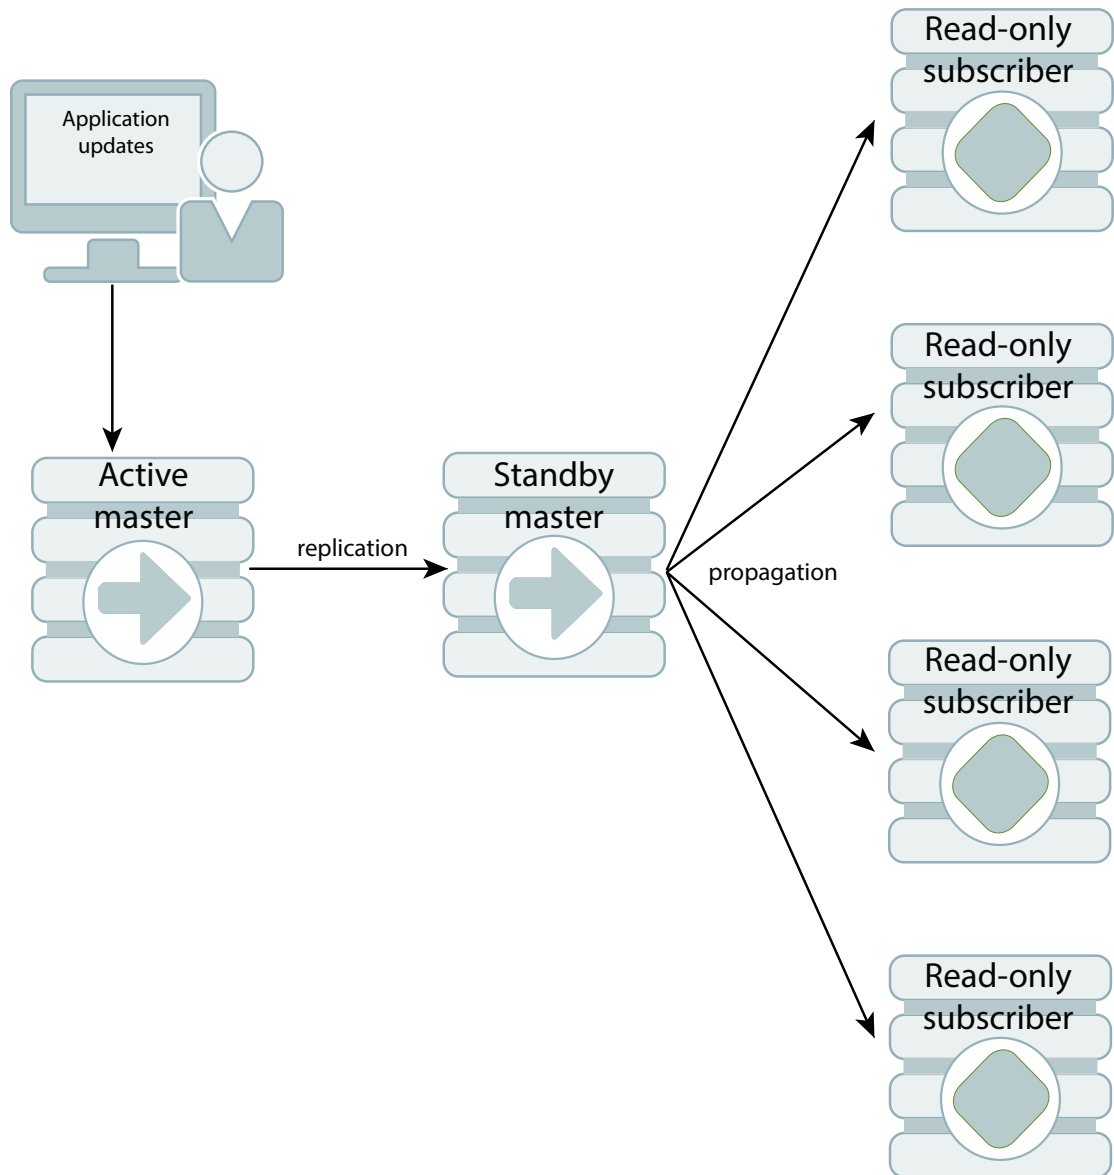 Application
updates
Active
master
replication
Standby
master
propagation
Read-only
subscriber
Read-only
subscriber
Read-only
subscriber
Read-only
subscriber